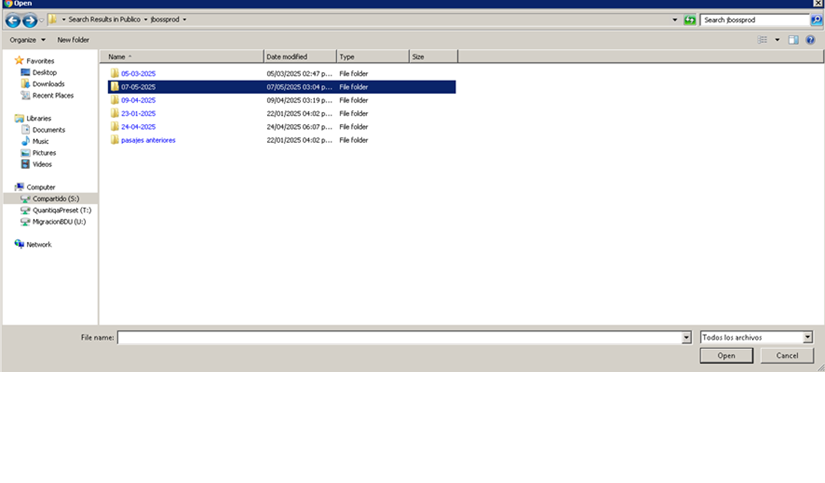 Open
Search Results in Publico jbossprod
Search jbossprod
Organize New folder
Name Date modified Type Size
Favorites
Desktop
Downloads
Recent Places
Libraries
Documents
Music
Pictures
Videos
Computer
Compartido (S:)
QuantiqaPreset (T:)
MigracionBDU (U:)
Network
05-03-2025 05/03/2025 02:47 p... File folder
07-05-2025 07/05/2025 03:04 p... File folder
09-04-2025 09/04/2025 03:19 p... File folder
23-01-2025 22/01/2025 04:02 p... File folder
24-04-2025 24/04/2025 06:07 p... File folder
pasajes anteriores 22/01/2025 04:02 p... File folder
File name:
Todos los archivos
Open Cancel